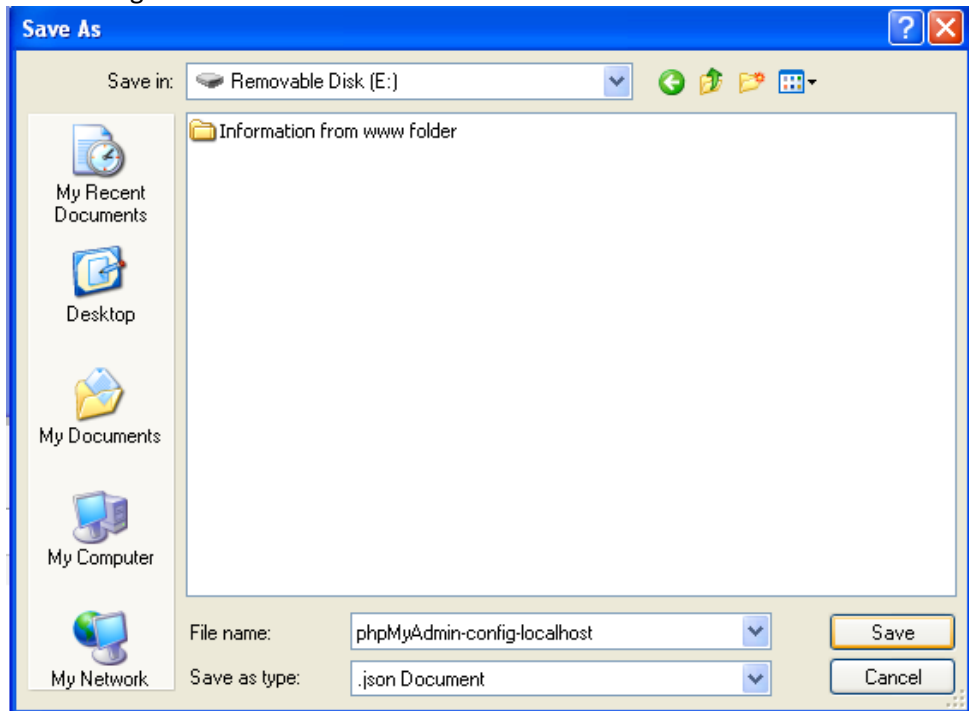 Save As
Save in:
Removable Disk (E:)
Information from www folder
My Recent
Documents
Desktop
My Documents
My Computer
My Network
File name:
phpMyAdmin-config-localhost
Save
Save as type:
.json Document
Cancel